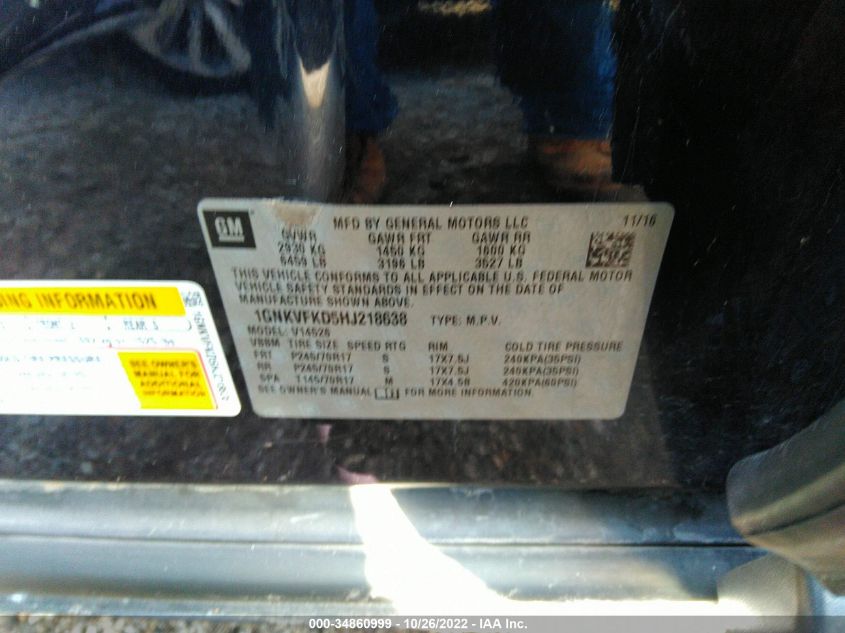 GM
MFD BY GENERAL MOTORS LLC 11/16
GVWR GAWR FRT GAWR RR
2930 KG 1450 KG 1600 KG
6459 LB 3196 LB 3527 LB
THIS VEHICLE CONFORMS TO ALL APPLICABLE U.S. FEDERAL MOTOR
VEHICLE SAFETY STANDARDS IN EFFECT ON THE DATE OF
MANUFACTURE SHOWN ABOVE.
1GNKVFKD5HJ218638 TYPE: M.P.V.
MODEL: V14526
TIRE SIZE SPEED RTG RIM COLD TIRE PRESSURE
FRT P245/70R17 S 17X7.5J 240KPA(35PSI)
RR P245/70R17 S 17X7.5J 240KPA(35PSI)
SPA T145/70R17 M 17X4.5B 420KPA(60PSI)
SEE OWNER'S MANUAL FOR MORE INFORMATION.
ING INFORMATION
REAR
SEE OWNER'S
MANUAL FOR
ADDITIONAL
INFORMATION
000-34860999 - 10/26/2022 - IAA Inc.